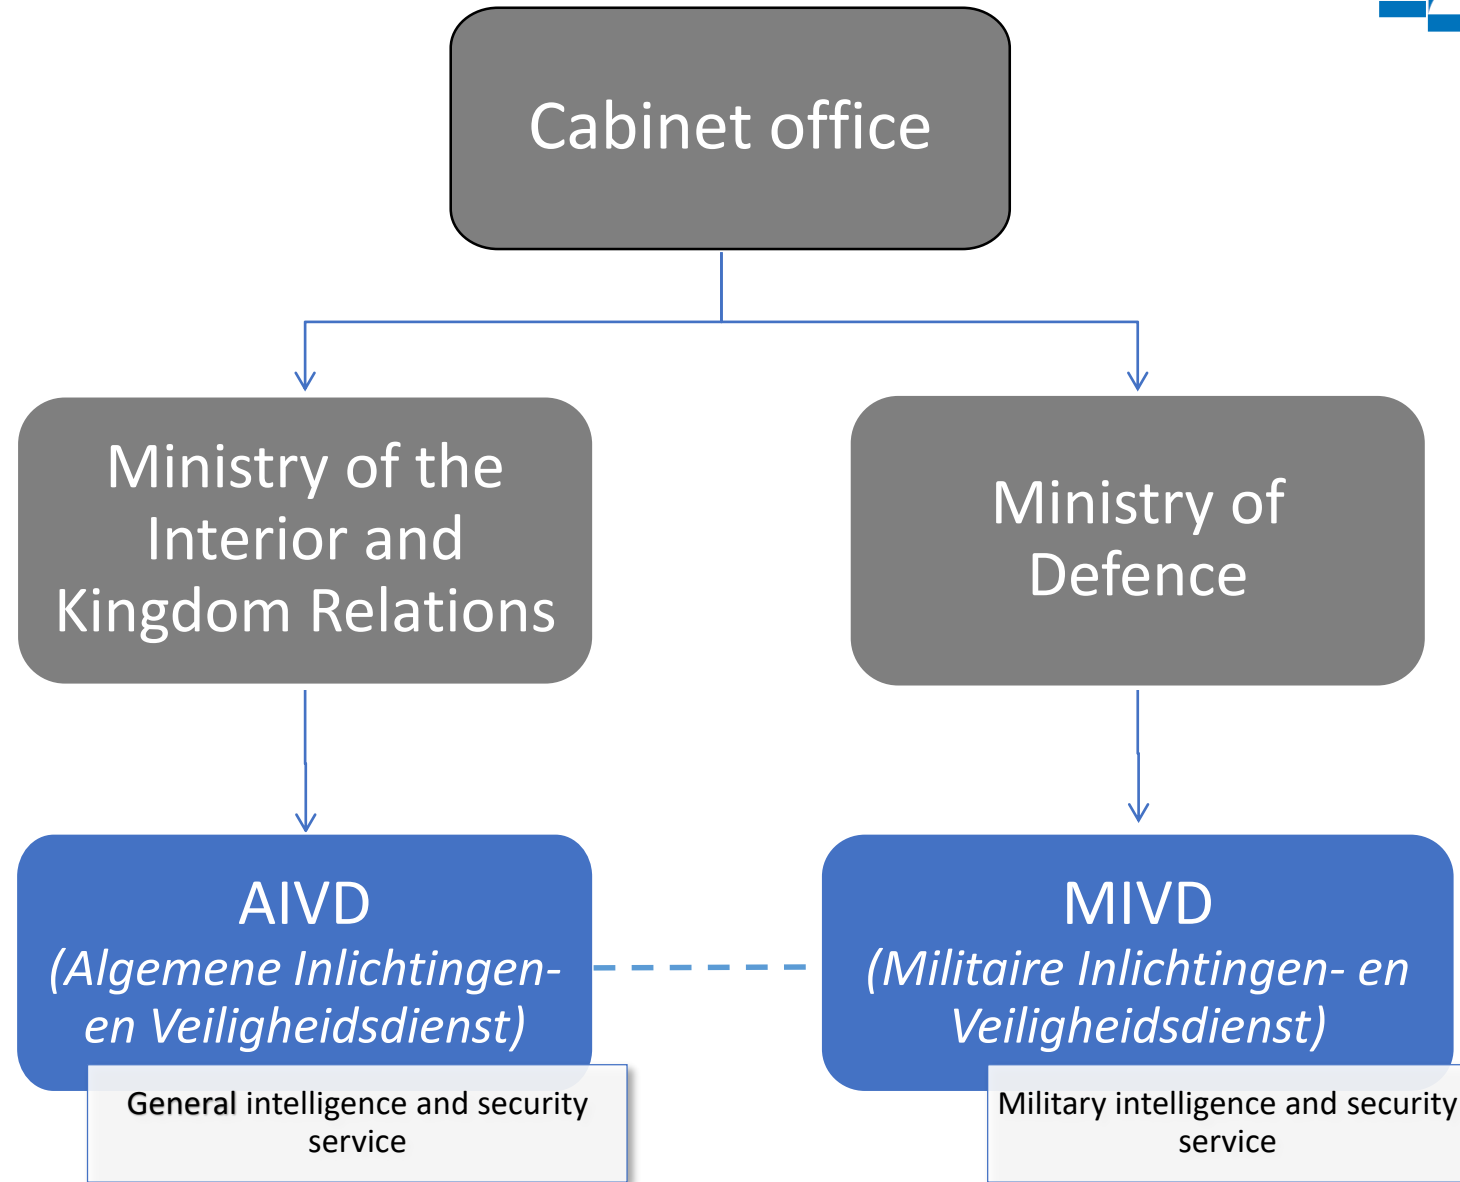 Cabinet office
Ministry of the
Interior and
Kingdom Relations
Ministry of
Defence
AIVD
(Algemene Inlichtingen-
en Veiligheidsdienst)
General intelligence and security
service
MIVD
(Militaire Inlichtingen- en
Veiligheidsdienst)
Military intelligence and security
service